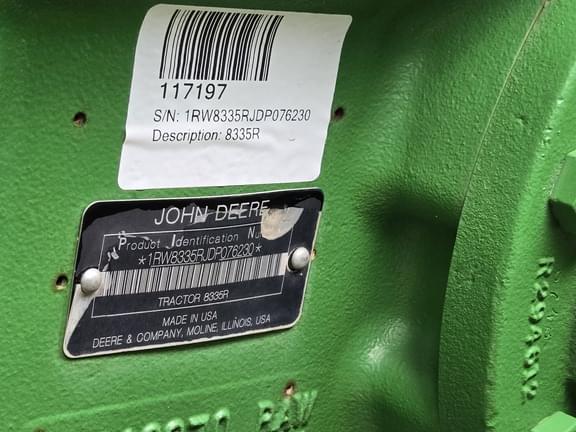 117197
S/N: 1RW8335RJDP076230
Description: 8335R
JOHN DEERE
Product Identification
*1RW8335RJDP076230*
TRACTOR 8335R
MADE IN USA
DEERE & COMPANY, MOLINE, ILLINOIS, USA
RAW